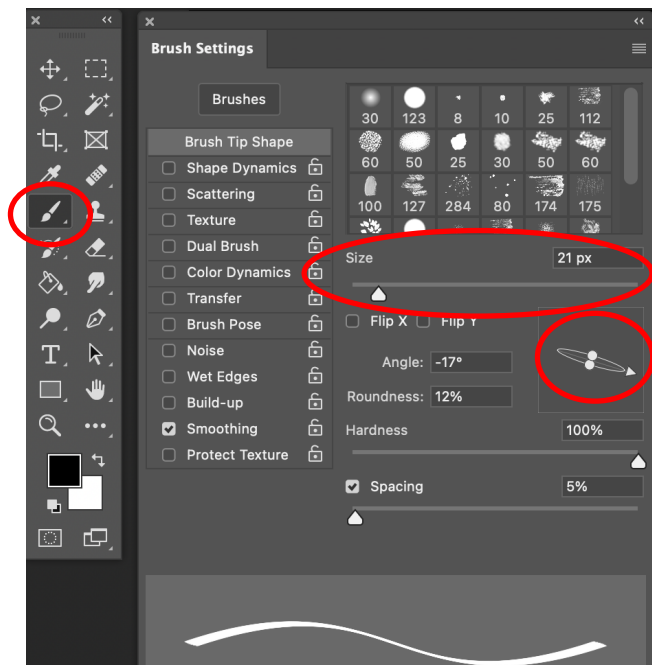 Brush Settings
Brushes
30 123 8 10 25 112
60 50 25 30 50 60
100 127 284 80 174 175
Brush Tip Shape
Shape Dynamics
Scattering
Texture
Dual Brush
Color Dynamics
Transfer
Brush Pose
Noise
Wet Edges
Build-up
Smoothing
Protect Texture
Size 21 px
Flip X Flip Y
Angle: -17°
Roundness: 12%
Hardness 100%
Spacing 5%